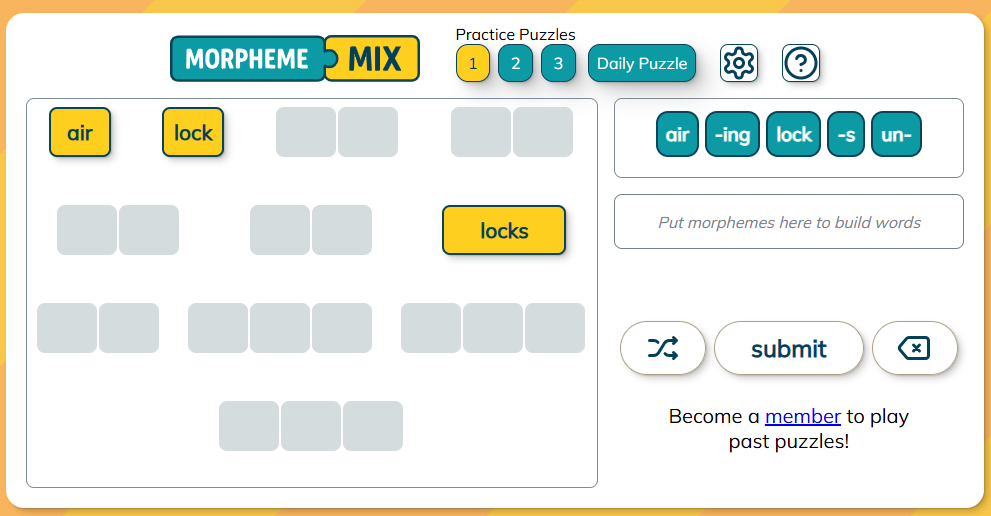 Practice Puzzles
MORPHEME MIX
1 2 3 Daily Puzzle ?
air lock
locks
air -ing lock -s un-
Put morphemes here to build words
submit
Become a member to play
past puzzles!